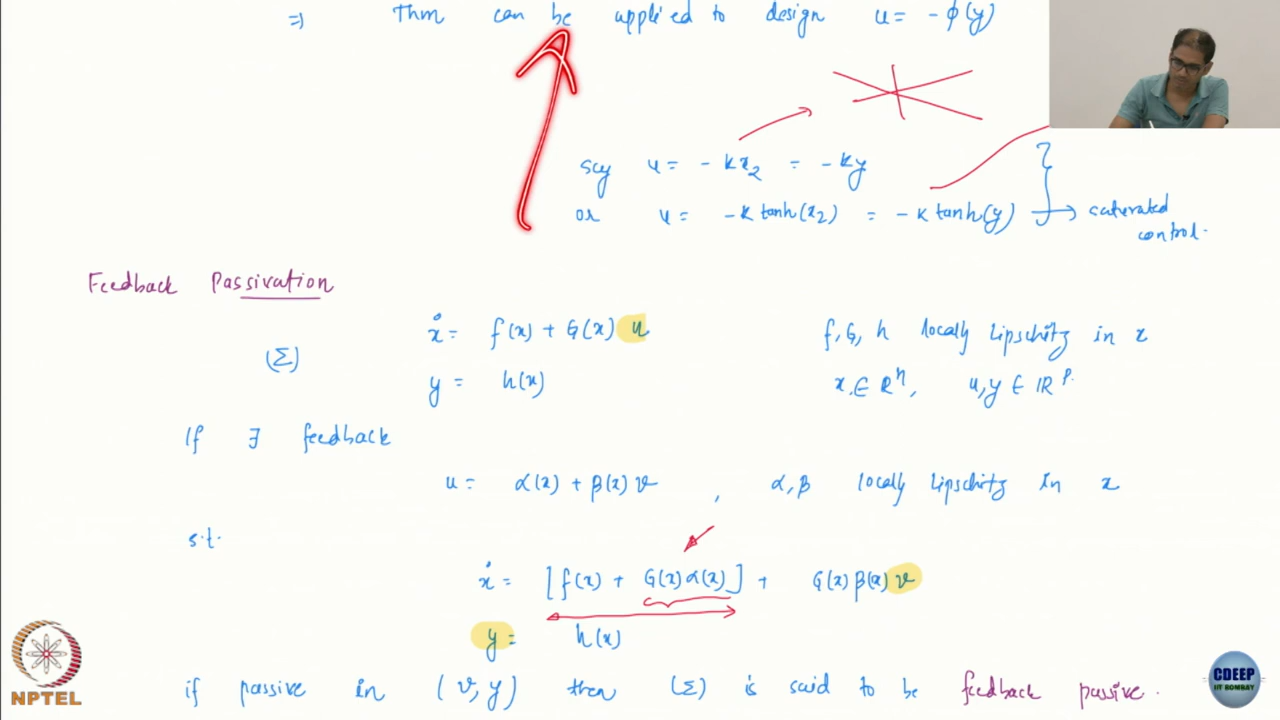 ⇒ Thm can be applied to design u = -ϕ(y)
say u = -kx₂ = -ky
or u = -k tanh(x₂) = -k tanh(y) → saturated control.
Feedback Passivation
(Σ) ẋ = f(x) + G(x) u f, G, h locally Lipschitz in x
y = h(x) x ∈ ℝⁿ, u, y ∈ ℝᵖ.
If ∃ feedback
u = α(x) + β(x) v , α, β locally Lipschitz in x
s.t.
ẋ = [f(x) + G(x)α(x)] + G(x)β(x) v
y = h(x)
if passive in (v, y) then (Σ) is said to be feedback passive.
NPTEL
CDEEP
IIT BOMBAY